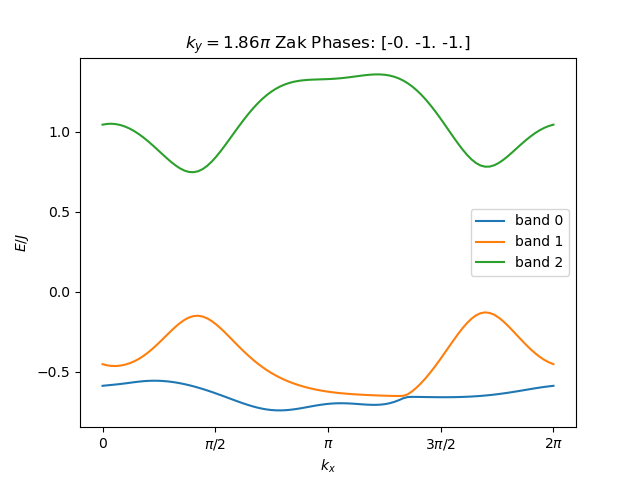 k_y = 1.86π Zak Phases: [-0. -1. -1.]
1.0
0.5
0.0
−0.5
E/J
band 0
band 1
band 2
0 π/2 π 3π/2 2π
k_x